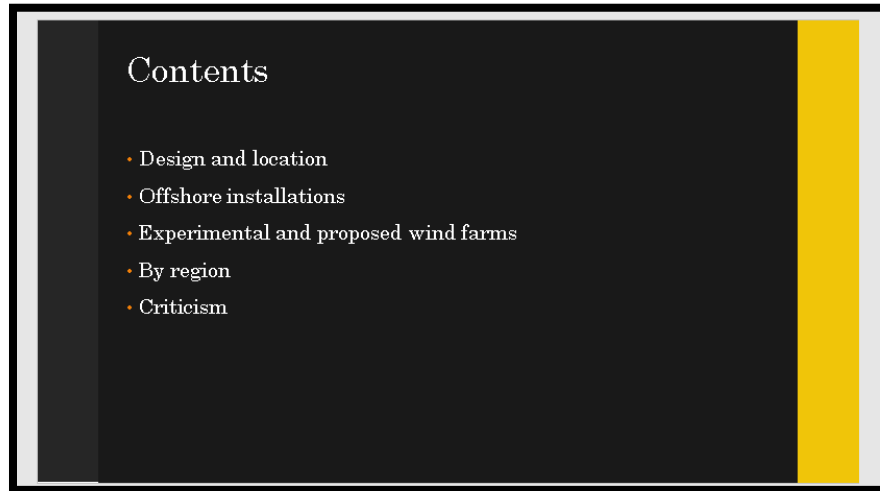 Contents
• Design and location
• Offshore installations
• Experimental and proposed wind farms
• By region
• Criticism